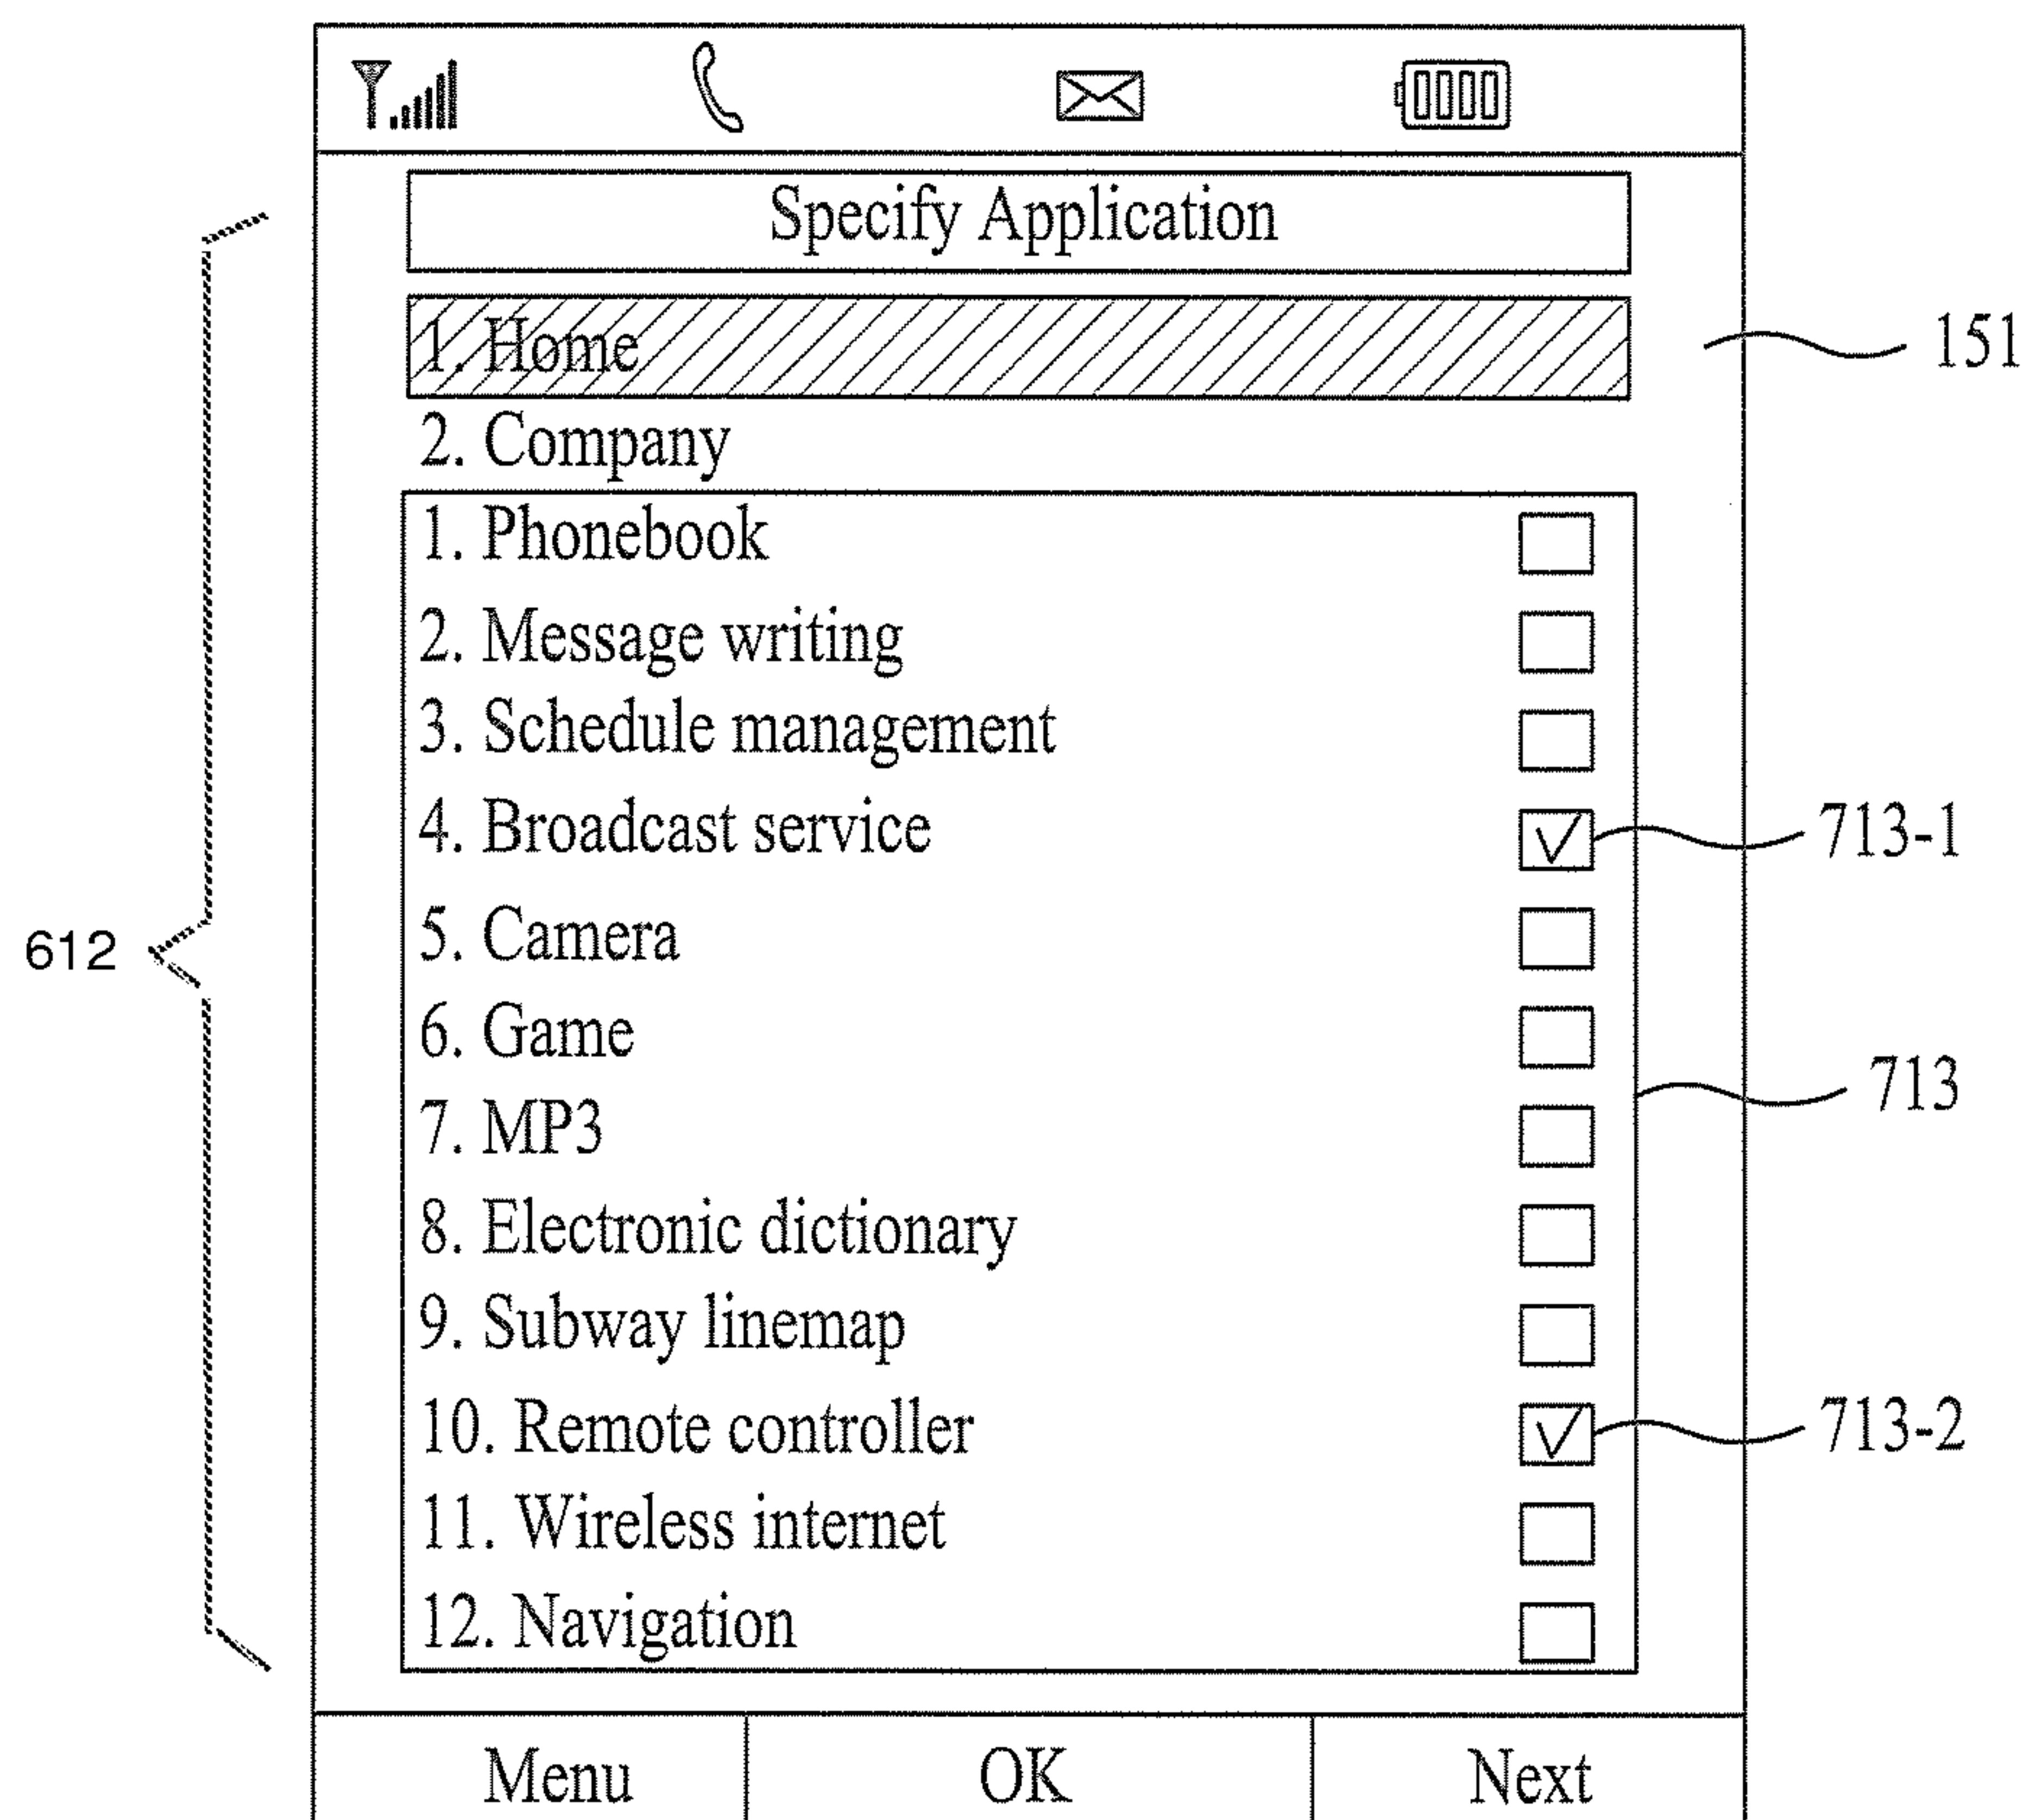 Specify Application
1. Home
151
2. Company
1. Phonebook
2. Message writing
3. Schedule management
4. Broadcast service
713-1
5. Camera
612
6. Game
713
7. MP3
8. Electronic dictionary
9. Subway linemap
10. Remote controller
713-2
11. Wireless internet
12. Navigation
Menu OK Next